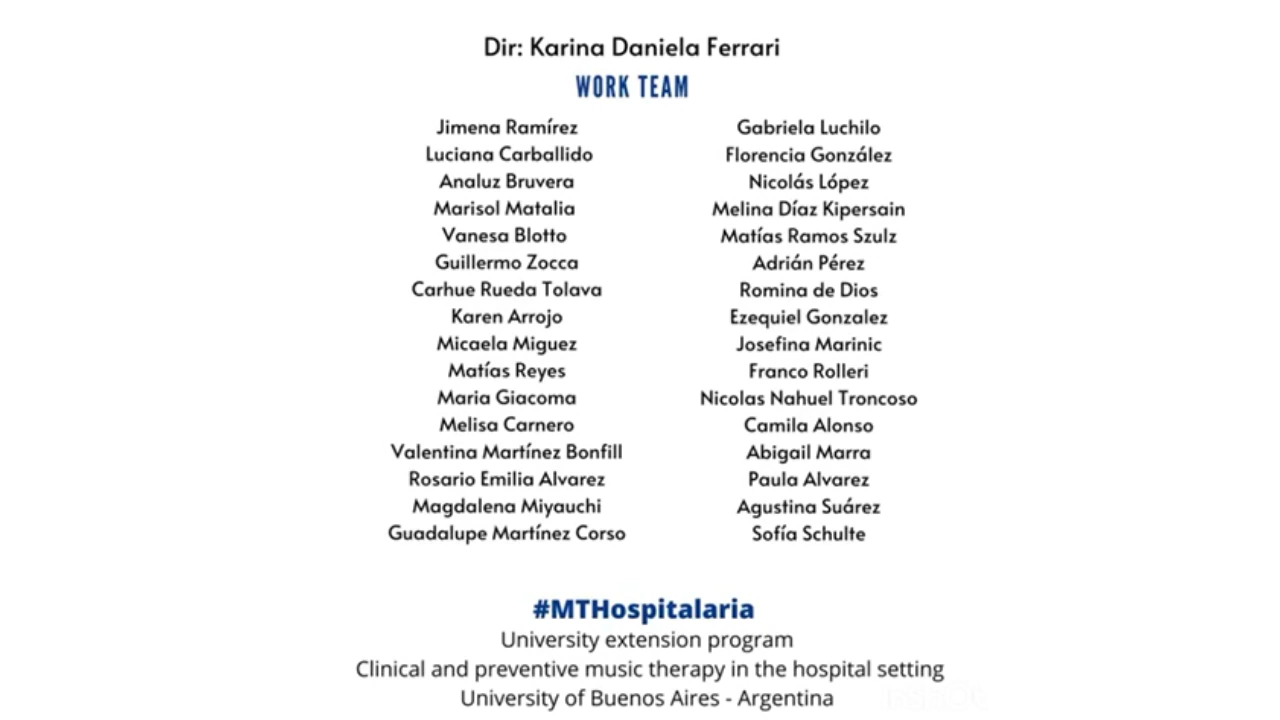 Dir: Karina Daniela Ferrari
WORK TEAM
Jimena Ramírez
Luciana Carballido
Analuz Bruvera
Marisol Matalia
Vanesa Blotto
Guillermo Zocca
Carhue Rueda Tolava
Karen Arrojo
Micaela Miguez
Matías Reyes
Maria Giacoma
Melisa Carnero
Valentina Martínez Bonfill
Rosario Emilia Alvarez
Magdalena Miyauchi
Guadalupe Martínez Corso
Gabriela Luchilo
Florencia González
Nicolás López
Melina Díaz Kipersain
Matías Ramos Szulz
Adrián Pérez
Romina de Dios
Ezequiel Gonzalez
Josefina Marinic
Franco Rolleri
Nicolas Nahuel Troncoso
Camila Alonso
Abigail Marra
Paula Alvarez
Agustina Suárez
Sofía Schulte
#MTHospitalaria
University extension program
Clinical and preventive music therapy in the hospital setting
University of Buenos Aires - Argentina